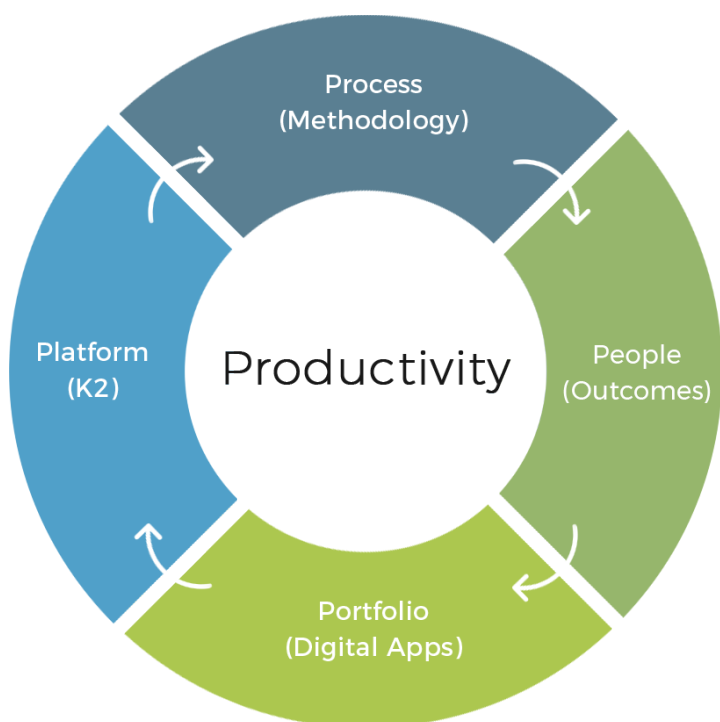 Process
(Methodology)
Platform
(K2)
Productivity
People
(Outcomes)
Portfolio
(Digital Apps)